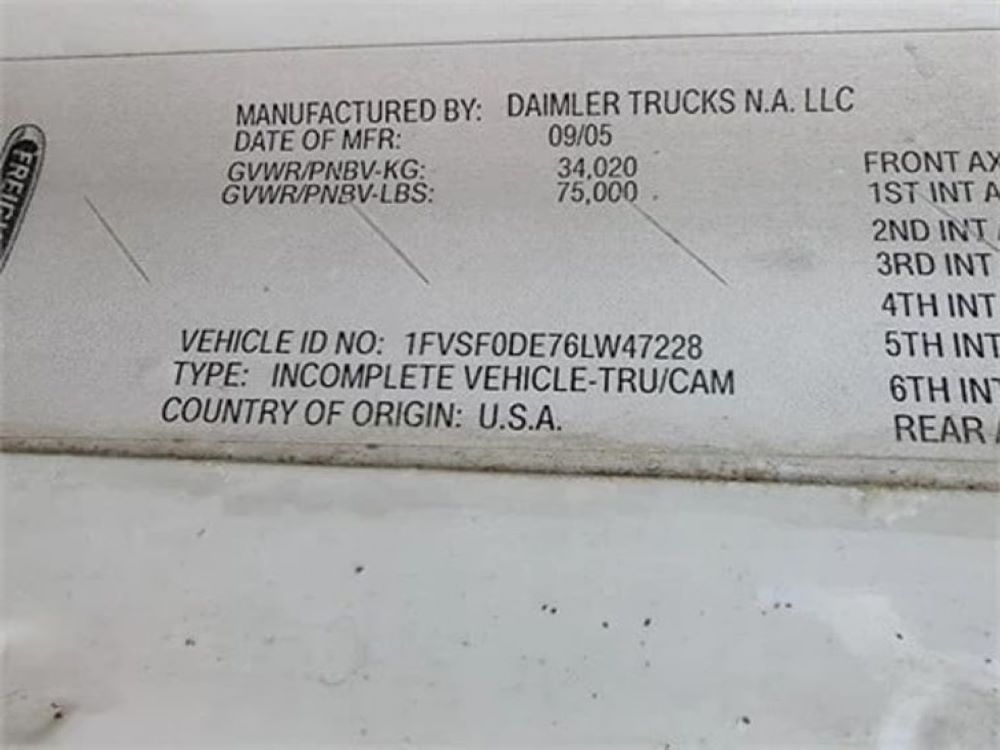 MANUFACTURED BY: DAIMLER TRUCKS N.A. LLC
DATE OF MFR: 09/05
GVWR/PNBV-KG: 34,020
GVWR/PNBV-LBS: 75,000
VEHICLE ID NO: 1FVSF0DE76LW47228
TYPE: INCOMPLETE VEHICLE-TRU/CAM
COUNTRY OF ORIGIN: U.S.A.
FREIG
FRONT AX
1ST INT A
2ND INT A
3RD INT
4TH INT
5TH INT
6TH INT
REAR A